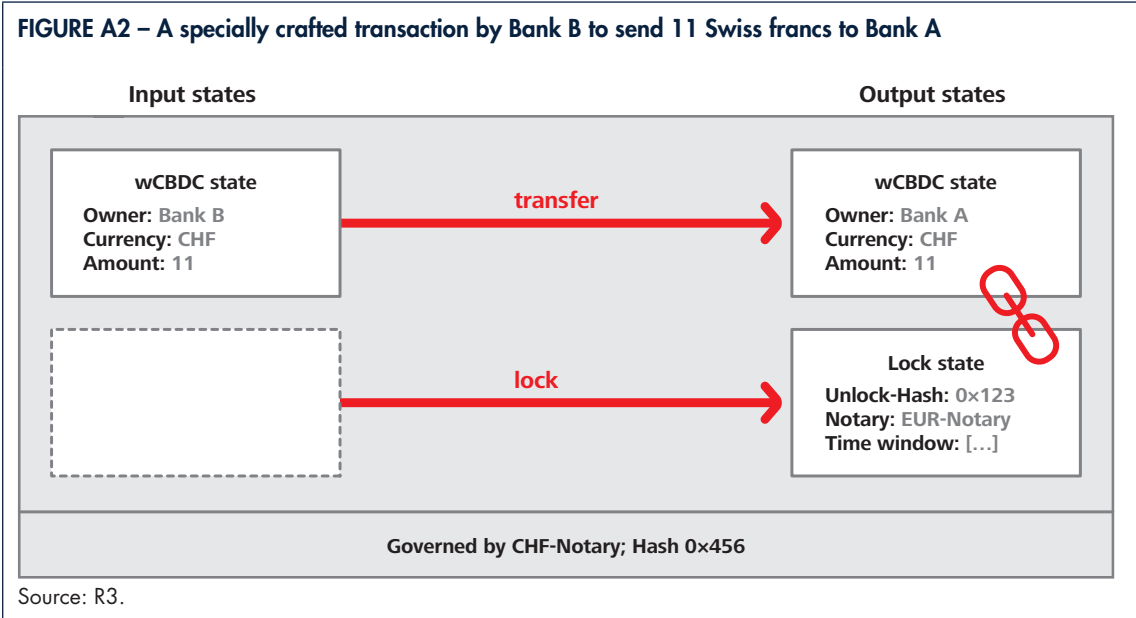 FIGURE A2 – A specially crafted transaction by Bank B to send 11 Swiss francs to Bank A
Input states
Output states
wCBDC state
Owner: Bank B
Currency: CHF
Amount: 11
transfer
wCBDC state
Owner: Bank A
Currency: CHF
Amount: 11
lock
Lock state
Unlock-Hash: 0×123
Notary: EUR-Notary
Time window: [...]
Governed by CHF-Notary; Hash 0×456
Source: R3.